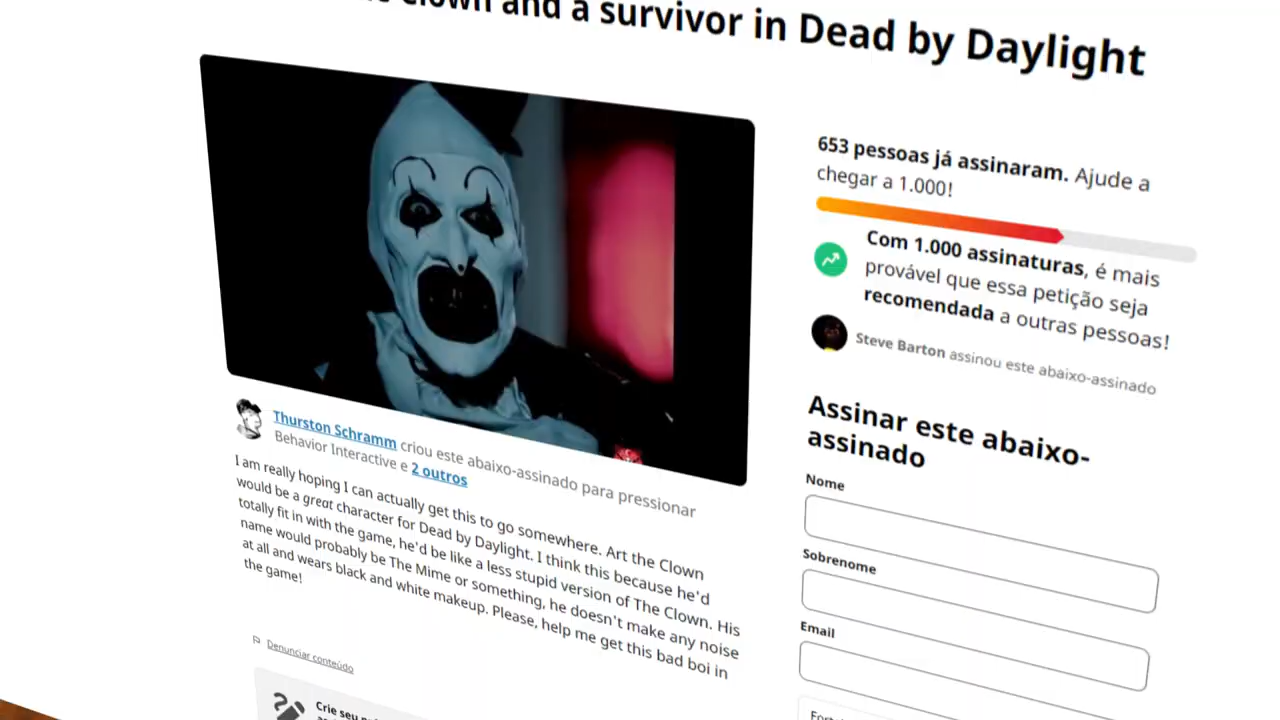 clown and a survivor in Dead by Daylight
653 pessoas já assinaram. Ajude a
chegar a 1.000!
Com 1.000 assinaturas, é mais
provável que essa petição seja
recomendada a outras pessoas!
Steve Barton assinou este abaixo-assinado
Thurston Schramm criou este abaixo-assinado para pressionar
Behavior Interactive e 2 outros
I am really hoping I can actually get this to go somewhere. Art the Clown
would be a great character for Dead by Daylight. I think this because he'd
totally fit in with the game, he'd be like a less stupid version of The Clown. His
name would probably be The Mime or something, he doesn't make any noise
at all and wears black and white makeup. Please, help me get this bad boi in
the game!
Denunciar conteúdo
Crie seu
Assinar este abaixo-
assinado
Nome
Sobrenome
Email